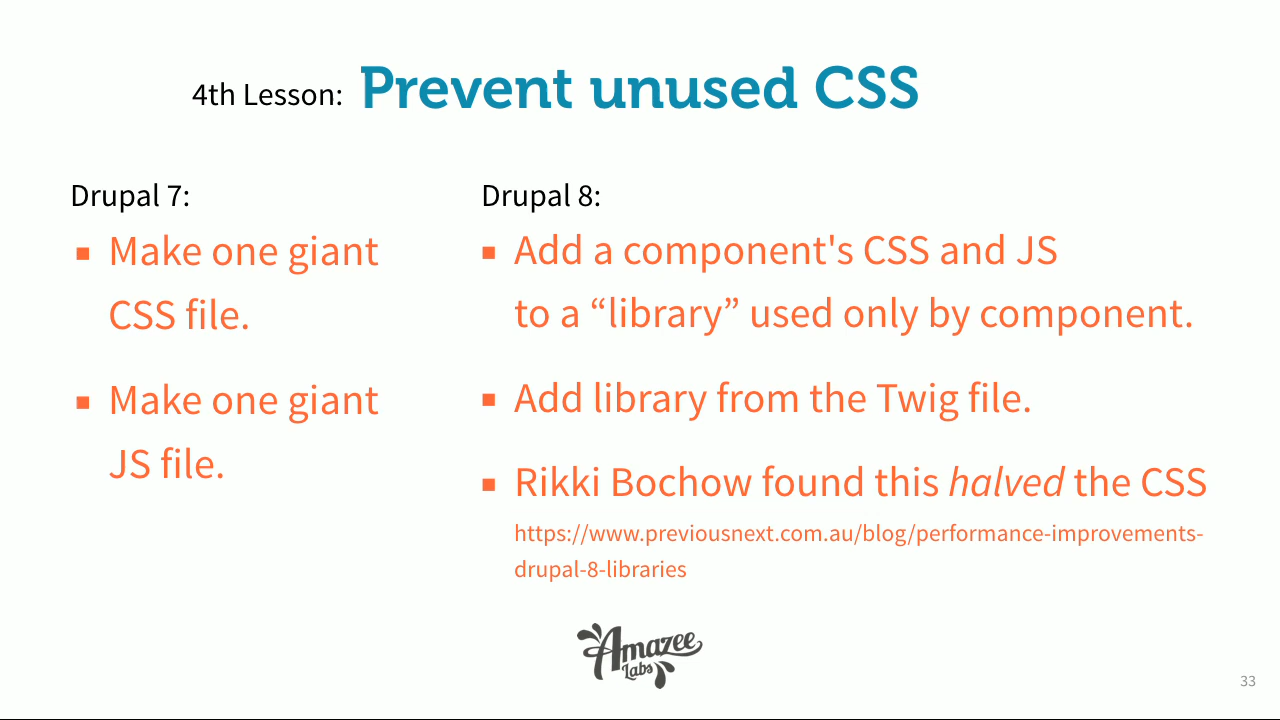 4th Lesson: Prevent unused CSS
Drupal 7:
▪ Make one giant
CSS file.
▪ Make one giant
JS file.
Drupal 8:
▪ Add a component's CSS and JS
to a “library” used only by component.
▪ Add library from the Twig file.
▪ Rikki Bochow found this halved the CSS
https://www.previousnext.com.au/blog/performance-improvements-
drupal-8-libraries
Amazee
Labs
33